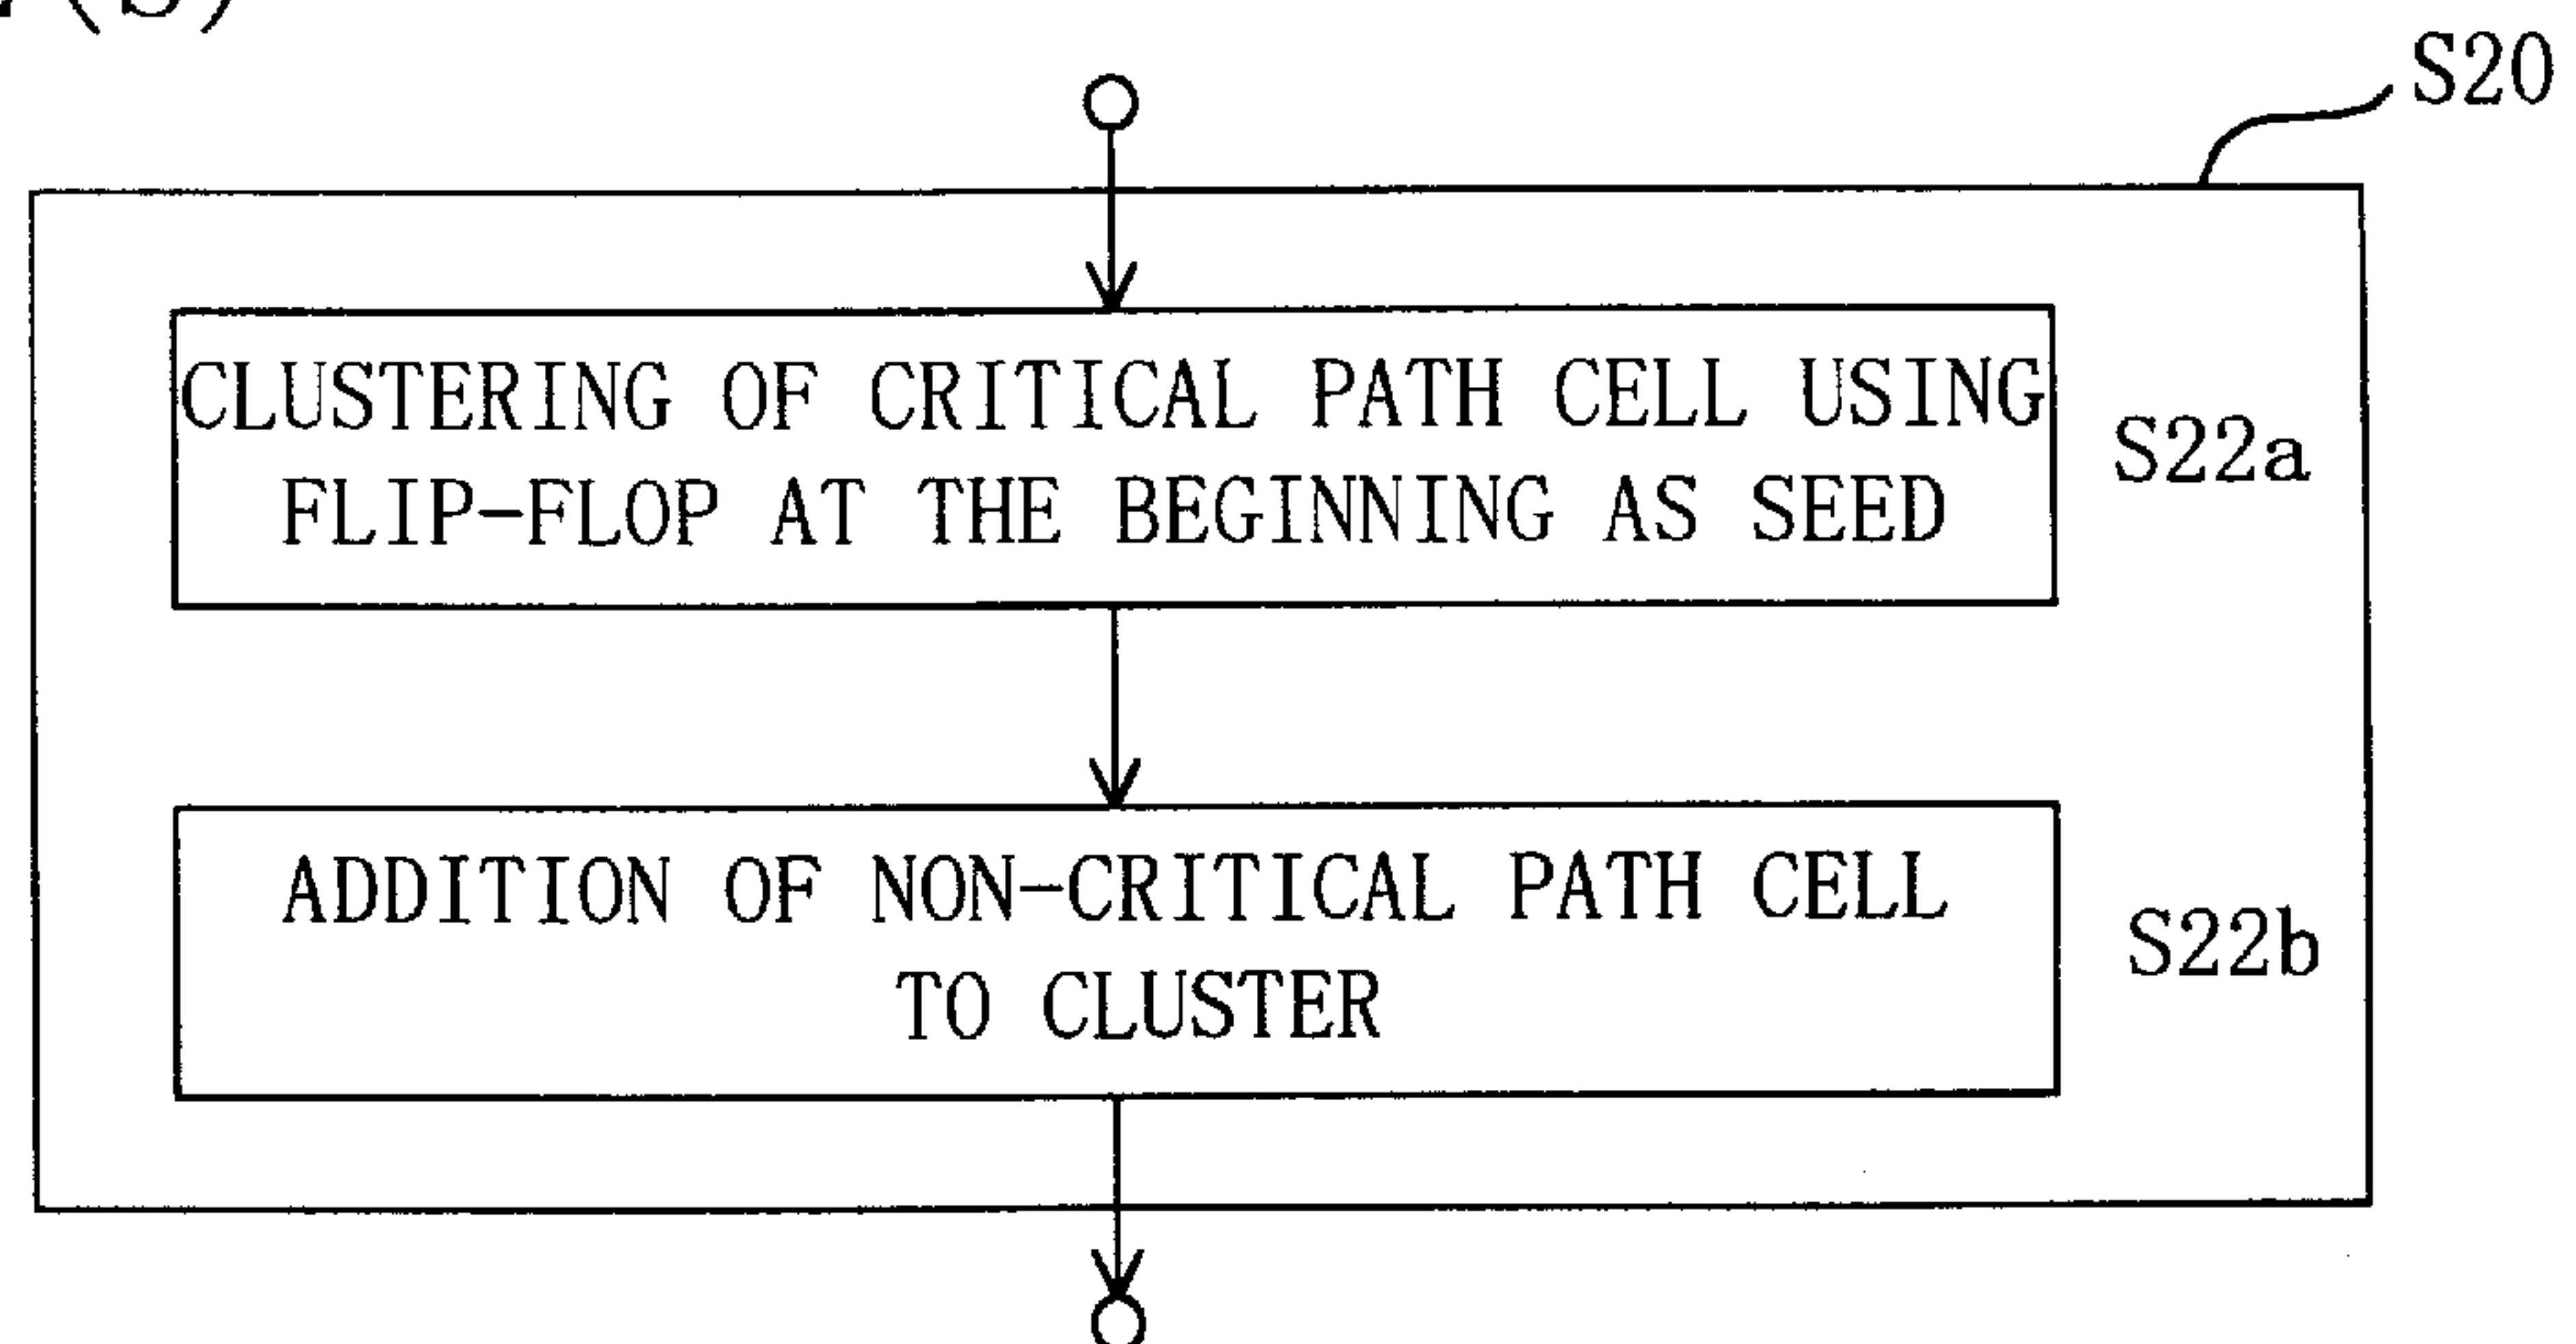 S20
CLUSTERING OF CRITICAL PATH CELL USING
FLIP-FLOP AT THE BEGINNING AS SEED
S22a
ADDITION OF NON-CRITICAL PATH CELL
TO CLUSTER
S22b